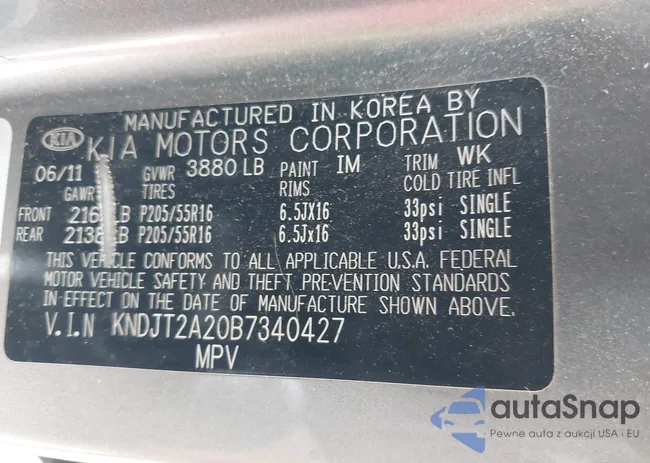 MANUFACTURED IN KOREA BY
KIA KIA MOTORS CORPORATION
06/11 GVWR 3880 LB PAINT IM TRIM WK
GAWR TIRES RIMS COLD TIRE INFL
FRONT P205/55R16 6.5JX16 33psi SINGLE
REAR 2138LB P205/55R16 6.5Jx16 33psi SINGLE
THIS VEHICLE CONFORMS TO ALL APPLICABLE U.S.A. FEDERAL
MOTOR VEHICLE SAFETY AND THEFT PREVENTION STANDARDS
IN EFFECT ON THE DATE OF MANUFACTURE SHOWN ABOVE.
V.I.N KNDJT2A20B7340427
MPV
autaSnap
Pewne auta z aukcji USA i EU